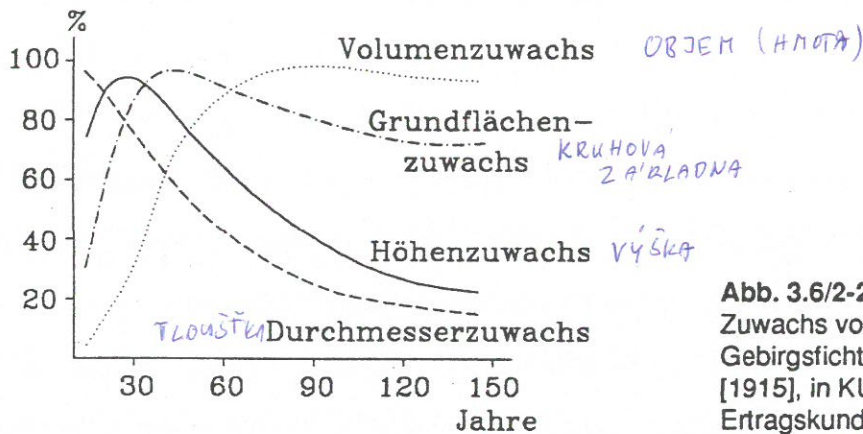 %
100
80
60
40
20
Volumenzuwachs OBJEM (HMOTA)
Grundflächen-
zuwachs KRUHOVÁ
ZÁKLADNA
Höhenzuwachs VÝŠKA
TLOUŠŤKA Durchmesserzuwachs
30 60 90 120 150
Jahre
Abb. 3.6/2-2
Zuwachs vo
Gebirgsficht
[1915], in KU
Ertragskund